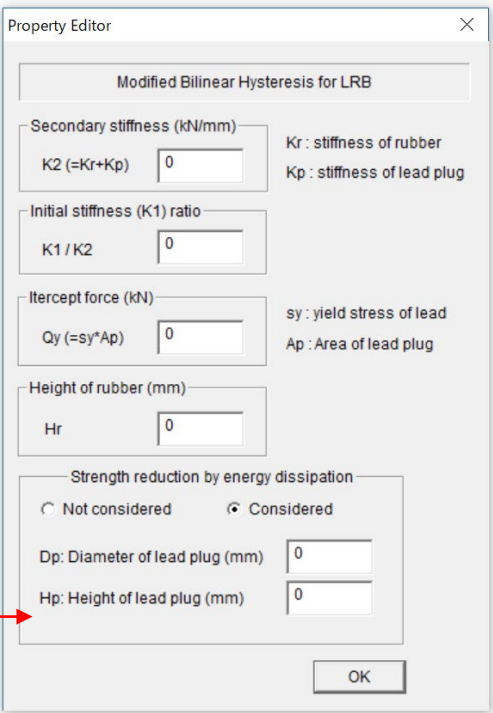 Property Editor
Modified Bilinear Hysteresis for LRB
Secondary stiffness (kN/mm)
K2 (=Kr+Kp) 0
Kr : stiffness of rubber
Kp : stiffness of lead plug
Initial stiffness (K1) ratio
K1 / K2 0
Itercept force (kN)
Qy (=sy*Ap) 0
sy : yield stress of lead
Ap : Area of lead plug
Height of rubber (mm)
Hr 0
Strength reduction by energy dissipation
Not considered Considered
Dp: Diameter of lead plug (mm) 0
Hp: Height of lead plug (mm) 0
OK